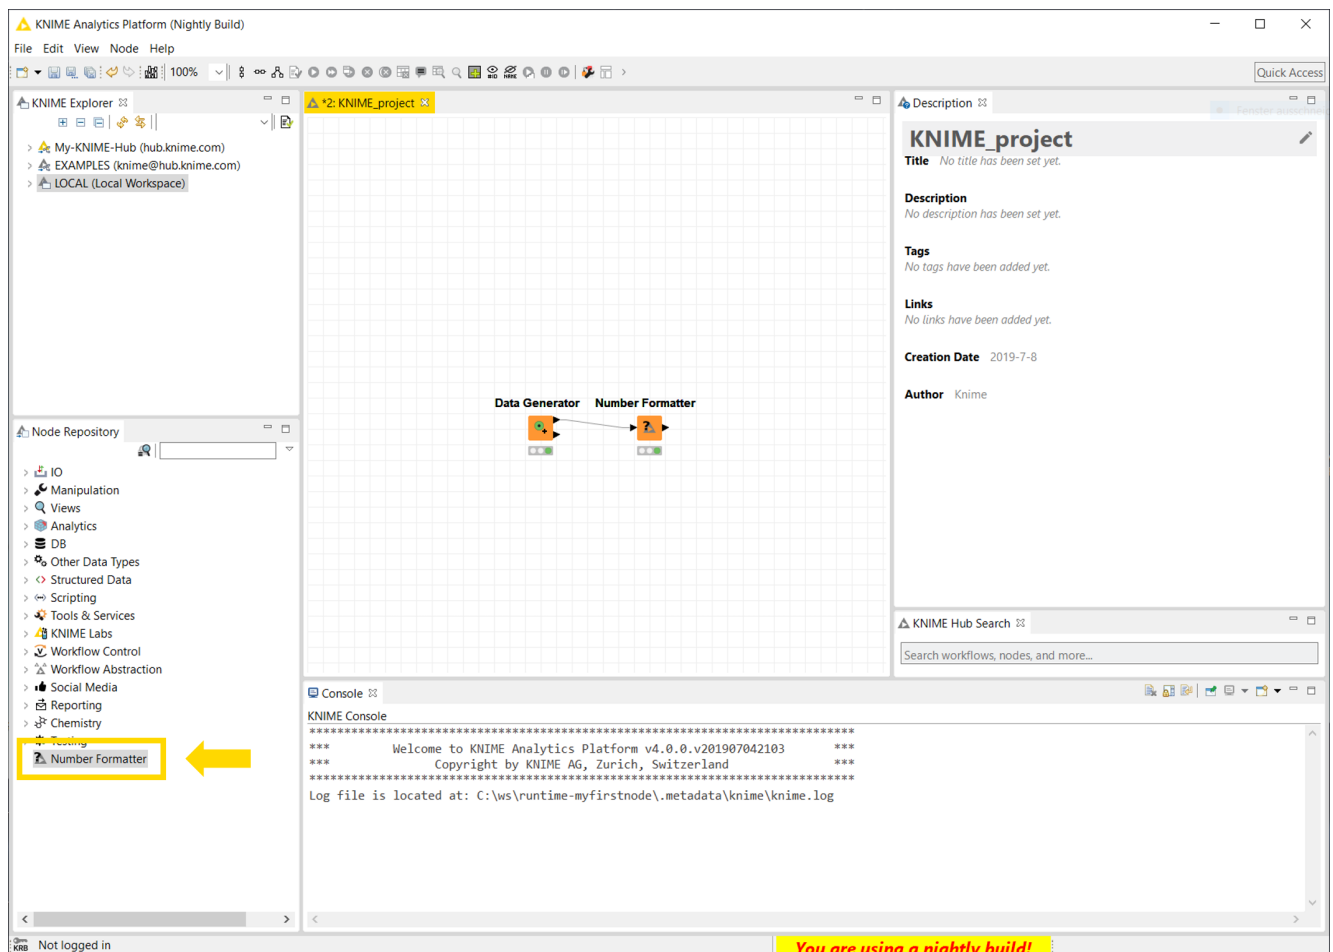 KNIME Analytics Platform (Nightly Build)
File Edit View Node Help
100%
Quick Access
KNIME Explorer
My-KNIME-Hub (hub.knime.com)
EXAMPLES (knime@hub.knime.com)
LOCAL (Local Workspace)
Node Repository
IO
Manipulation
Views
Analytics
DB
Other Data Types
Structured Data
Scripting
Tools & Services
KNIME Labs
Workflow Control
Workflow Abstraction
Social Media
Reporting
Chemistry
Testing
Number Formatter
*2: KNIME_project
Data Generator Number Formatter
Description
KNIME_project
Title No title has been set yet.
Description
No description has been set yet.
Tags
No tags have been added yet.
Links
No links have been added yet.
Creation Date 2019-7-8
Author Knime
KNIME Hub Search
Search workflows, nodes, and more...
Console
KNIME Console
*** Welcome to KNIME Analytics Platform v4.0.0.v201907042103 ***
*** Copyright by KNIME AG, Zurich, Switzerland ***
Log file is located at: C:\ws\runtime-myfirstnode\.metadata\knime\knime.log
KRB Not logged in
You are using a nightly build!